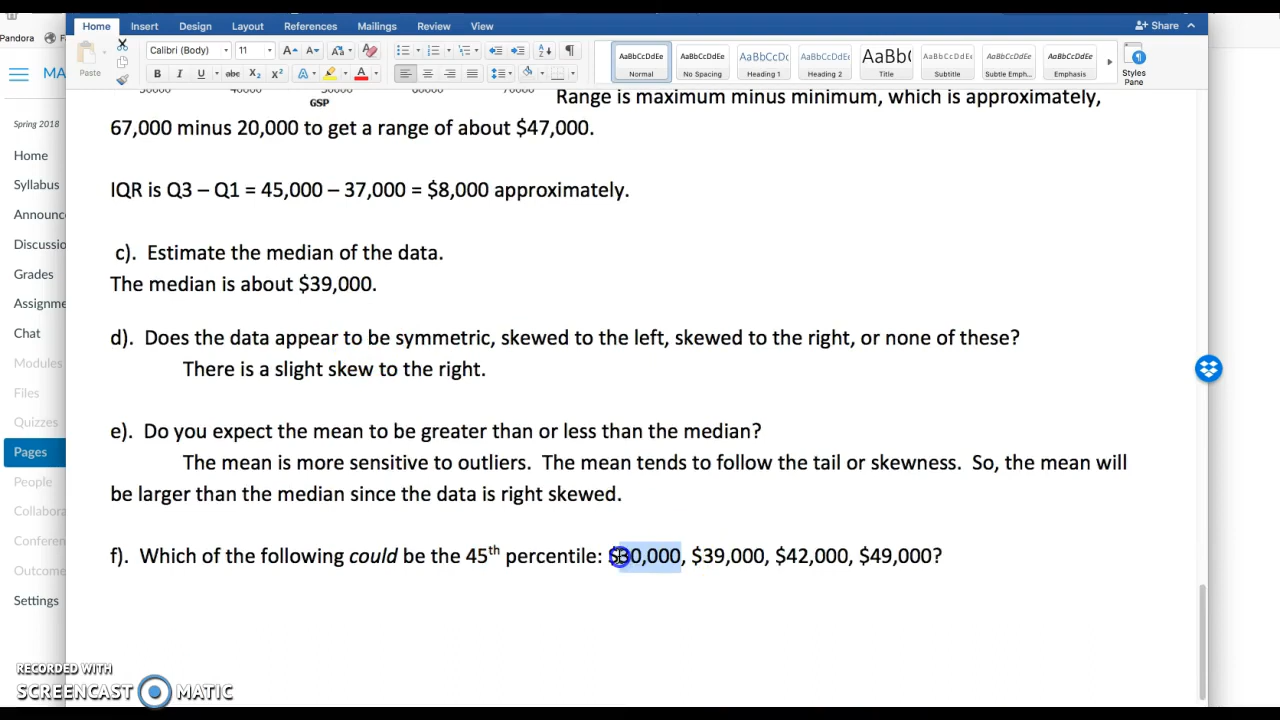 Home Insert Design Layout References Mailings Review View Share
Pandora
Paste
Calibri (Body) 11
AaBbCcDdEe AaBbCcDdEe AaBbCcDc AaBbCcDdEe AaBb( AaBbCcDdEe AaBbCcDdEe AaBbCcDdEe
Normal No Spacing Heading 1 Heading 2 Title Subtitle Subtle Emph... Emphasis
Styles Pane
MA
Spring 2018
Home
Syllabus
Announc
Discussio
Grades
Assignme
Chat
Modules
Files
Quizzes
Pages
People
Collabora
Conferen
Outcome
Settings
GSP
Range is maximum minus minimum, which is approximately,
67,000 minus 20,000 to get a range of about $47,000.
IQR is Q3 – Q1 = 45,000 – 37,000 = $8,000 approximately.
c). Estimate the median of the data.
The median is about $39,000.
d). Does the data appear to be symmetric, skewed to the left, skewed to the right, or none of these?
There is a slight skew to the right.
e). Do you expect the mean to be greater than or less than the median?
The mean is more sensitive to outliers. The mean tends to follow the tail or skewness. So, the mean will
be larger than the median since the data is right skewed.
f). Which of the following could be the 45th percentile: $30,000, $39,000, $42,000, $49,000?
RECORDED WITH
SCREENCAST MATIC